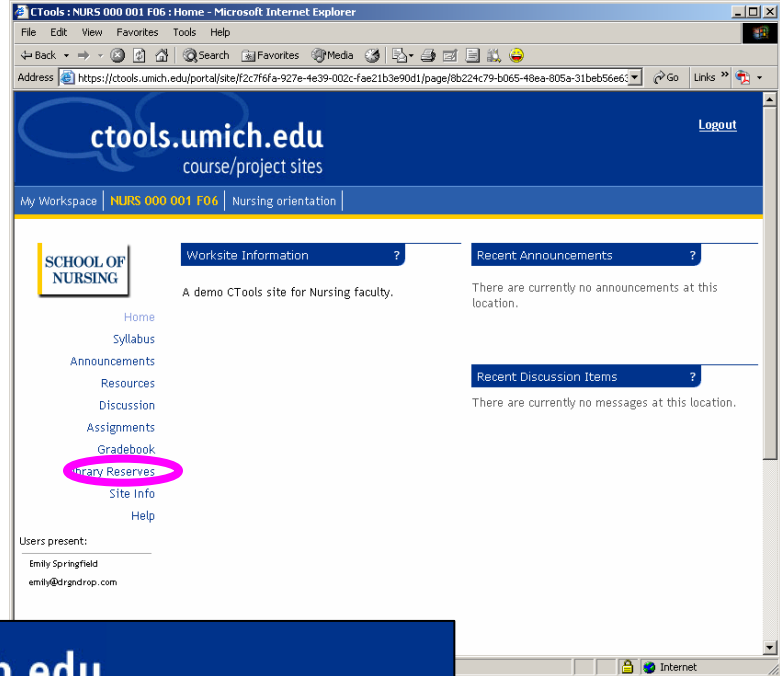 CTools : NURS 000 001 F06 : Home - Microsoft Internet Explorer
File Edit View Favorites Tools Help
Back Search Favorites Media
Address https://ctools.umich.edu/portal/site/f2c7f6fa-927e-4e39-002c-fae21b3e90d1/page/8b224c79-b065-48ea-805a-31beb56e63 Go Links »
ctools.umich.edu
course/project sites
Logout
My Workspace NURS 000 001 F06 Nursing orientation
SCHOOL OF
NURSING
Home
Syllabus
Announcements
Resources
Discussion
Assignments
Gradebook
Library Reserves
Site Info
Help
Users present:
Emily Springfield
emily@drgndrop.com
Worksite Information ?
A demo CTools site for Nursing faculty.
Recent Announcements ?
There are currently no announcements at this
location.
Recent Discussion Items ?
There are currently no messages at this location.
h.edu
Internet